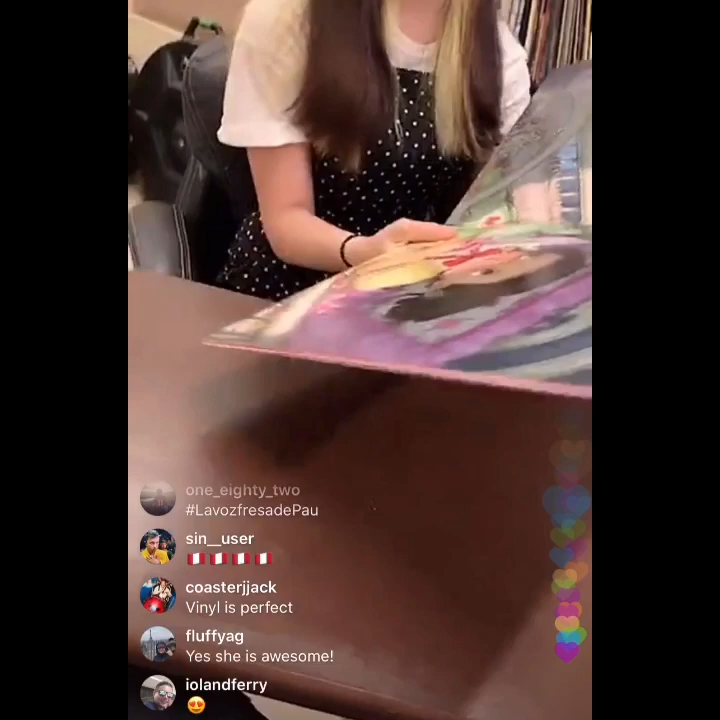 one_eighty_two
#LavozfresadePau
sin__user
🇵🇪 🇵🇪 🇵🇪 🇵🇪
coasterjjack
Vinyl is perfect
fluffyag
Yes she is awesome!
iolandferry
😍